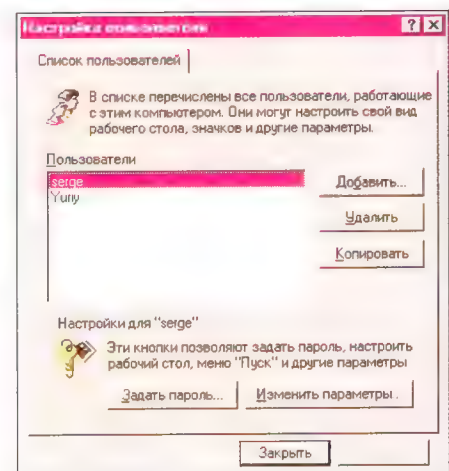 Настройка пользователей
Список пользователей
В списке перечислены все пользователи, работающие
с этим компьютером. Они могут настроить свой вид
рабочего стола, значков и другие параметры.
Пользователи
serge
Yuriy
Добавить...
Удалить
Копировать
Настройки для "serge"
Эти кнопки позволяют задать пароль, настроить
рабочий стол, меню "Пуск" и другие параметры
Задать пароль...
Изменить параметры .
Закрыть